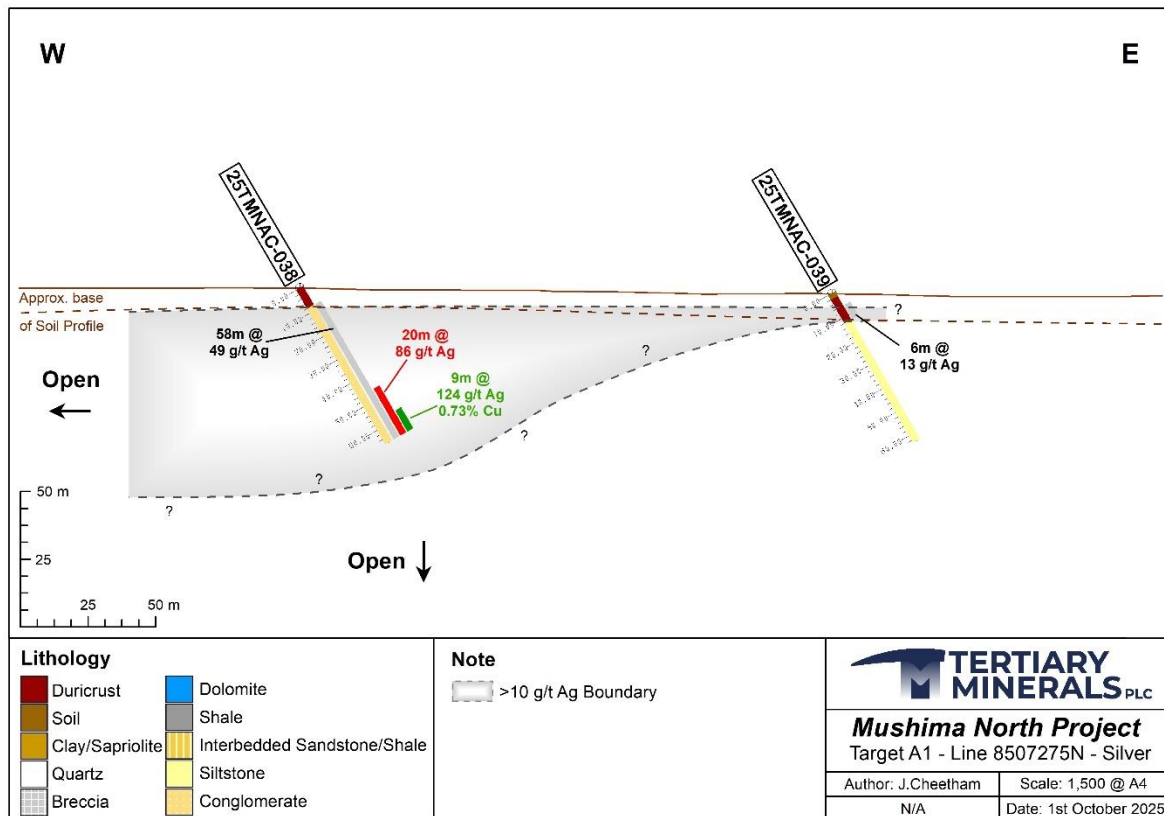 W
E
25TMNAC-038
25TMNAC-039
Approx. base
of Soil Profile
58m @
49 g/t Ag
20m @
86 g/t Ag
9m @
124 g/t Ag
0.73% Cu
?
6m @
13 g/t Ag
?
?
?
?
Open
Open
50 m
25
25
50 m
Lithology
Duricrust
Soil
Clay/Sapriolite
Quartz
Breccia
Dolomite
Shale
Interbedded Sandstone/Shale
Siltstone
Conglomerate
Note
>10 g/t Ag Boundary
TERTIARY
MINERALS PLC
Mushima North Project
Target A1 - Line 8507275N - Silver
Author: J.Cheetham
Scale: 1,500 @ A4
N/A
Date: 1st October 2025